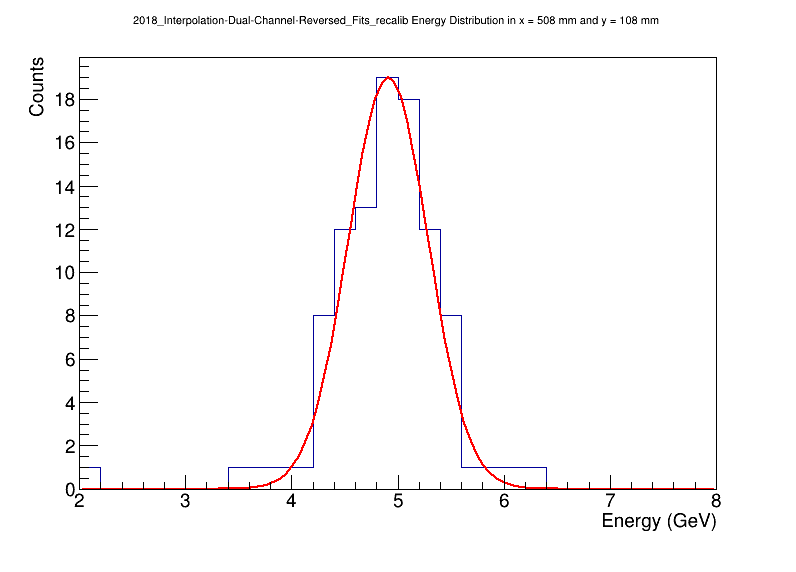 2018_Interpolation-Dual-Channel-Reversed_Fits_recalib Energy Distribution in x = 508 mm and y = 108 mm
Counts
18
16
14
12
10
8
6
4
2
0
2 3 4 5 6 7 8
Energy (GeV)